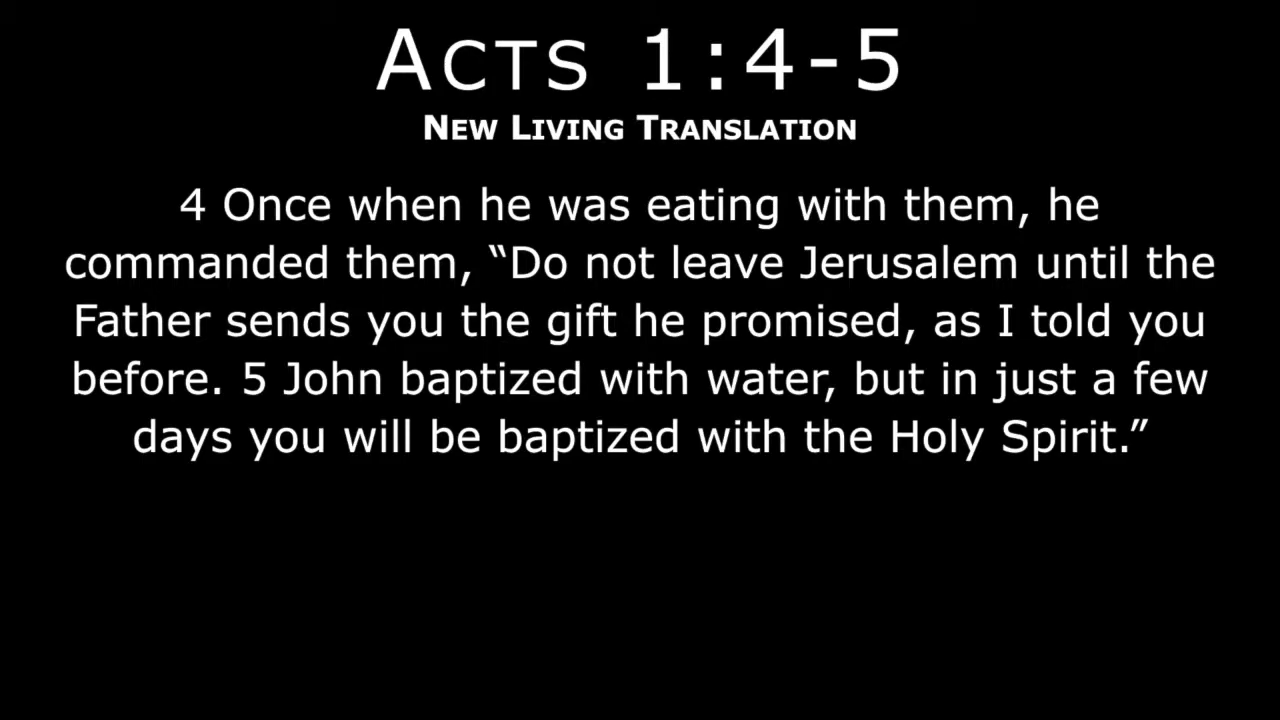 ACTS 1:4-5
NEW LIVING TRANSLATION
4 Once when he was eating with them, he
commanded them, “Do not leave Jerusalem until the
Father sends you the gift he promised, as I told you
before. 5 John baptized with water, but in just a few
days you will be baptized with the Holy Spirit.”